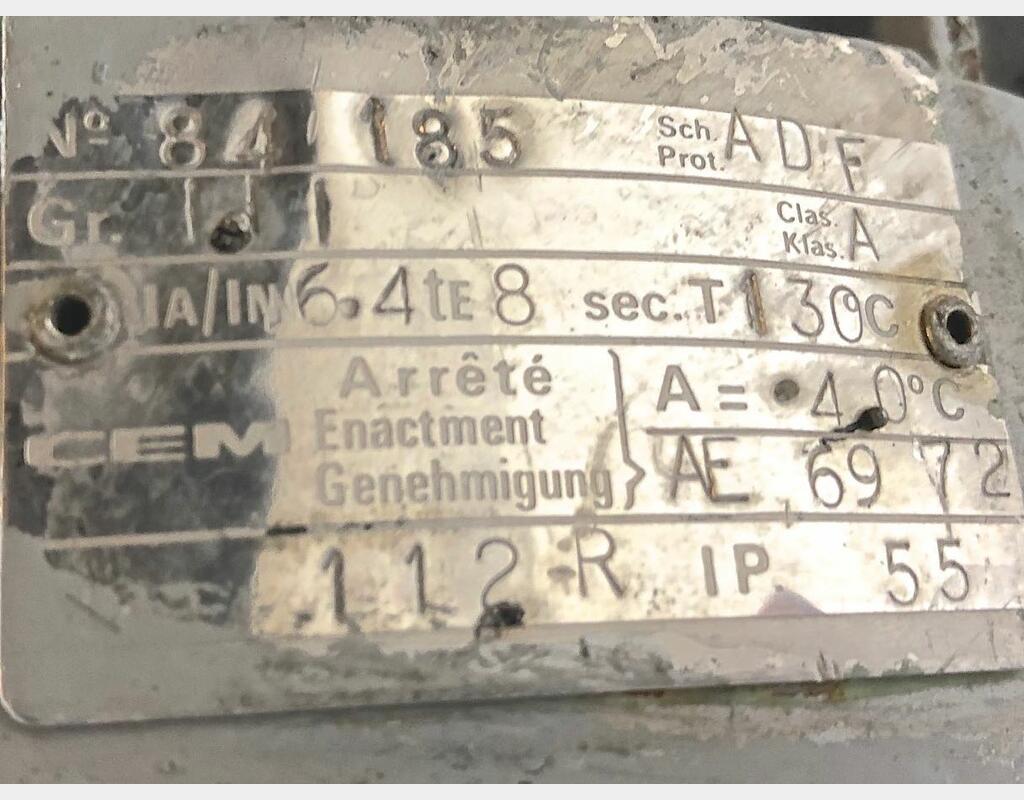 Nº 84 185 Sch. Prot. ADF
Gr. Clas. Klas. A
IA/IN 6.4 tE 8 sec. T 130C
CEM Arrêté Enactment Genehmigung } A = 40°C
AE 69 72
112 R IP 55